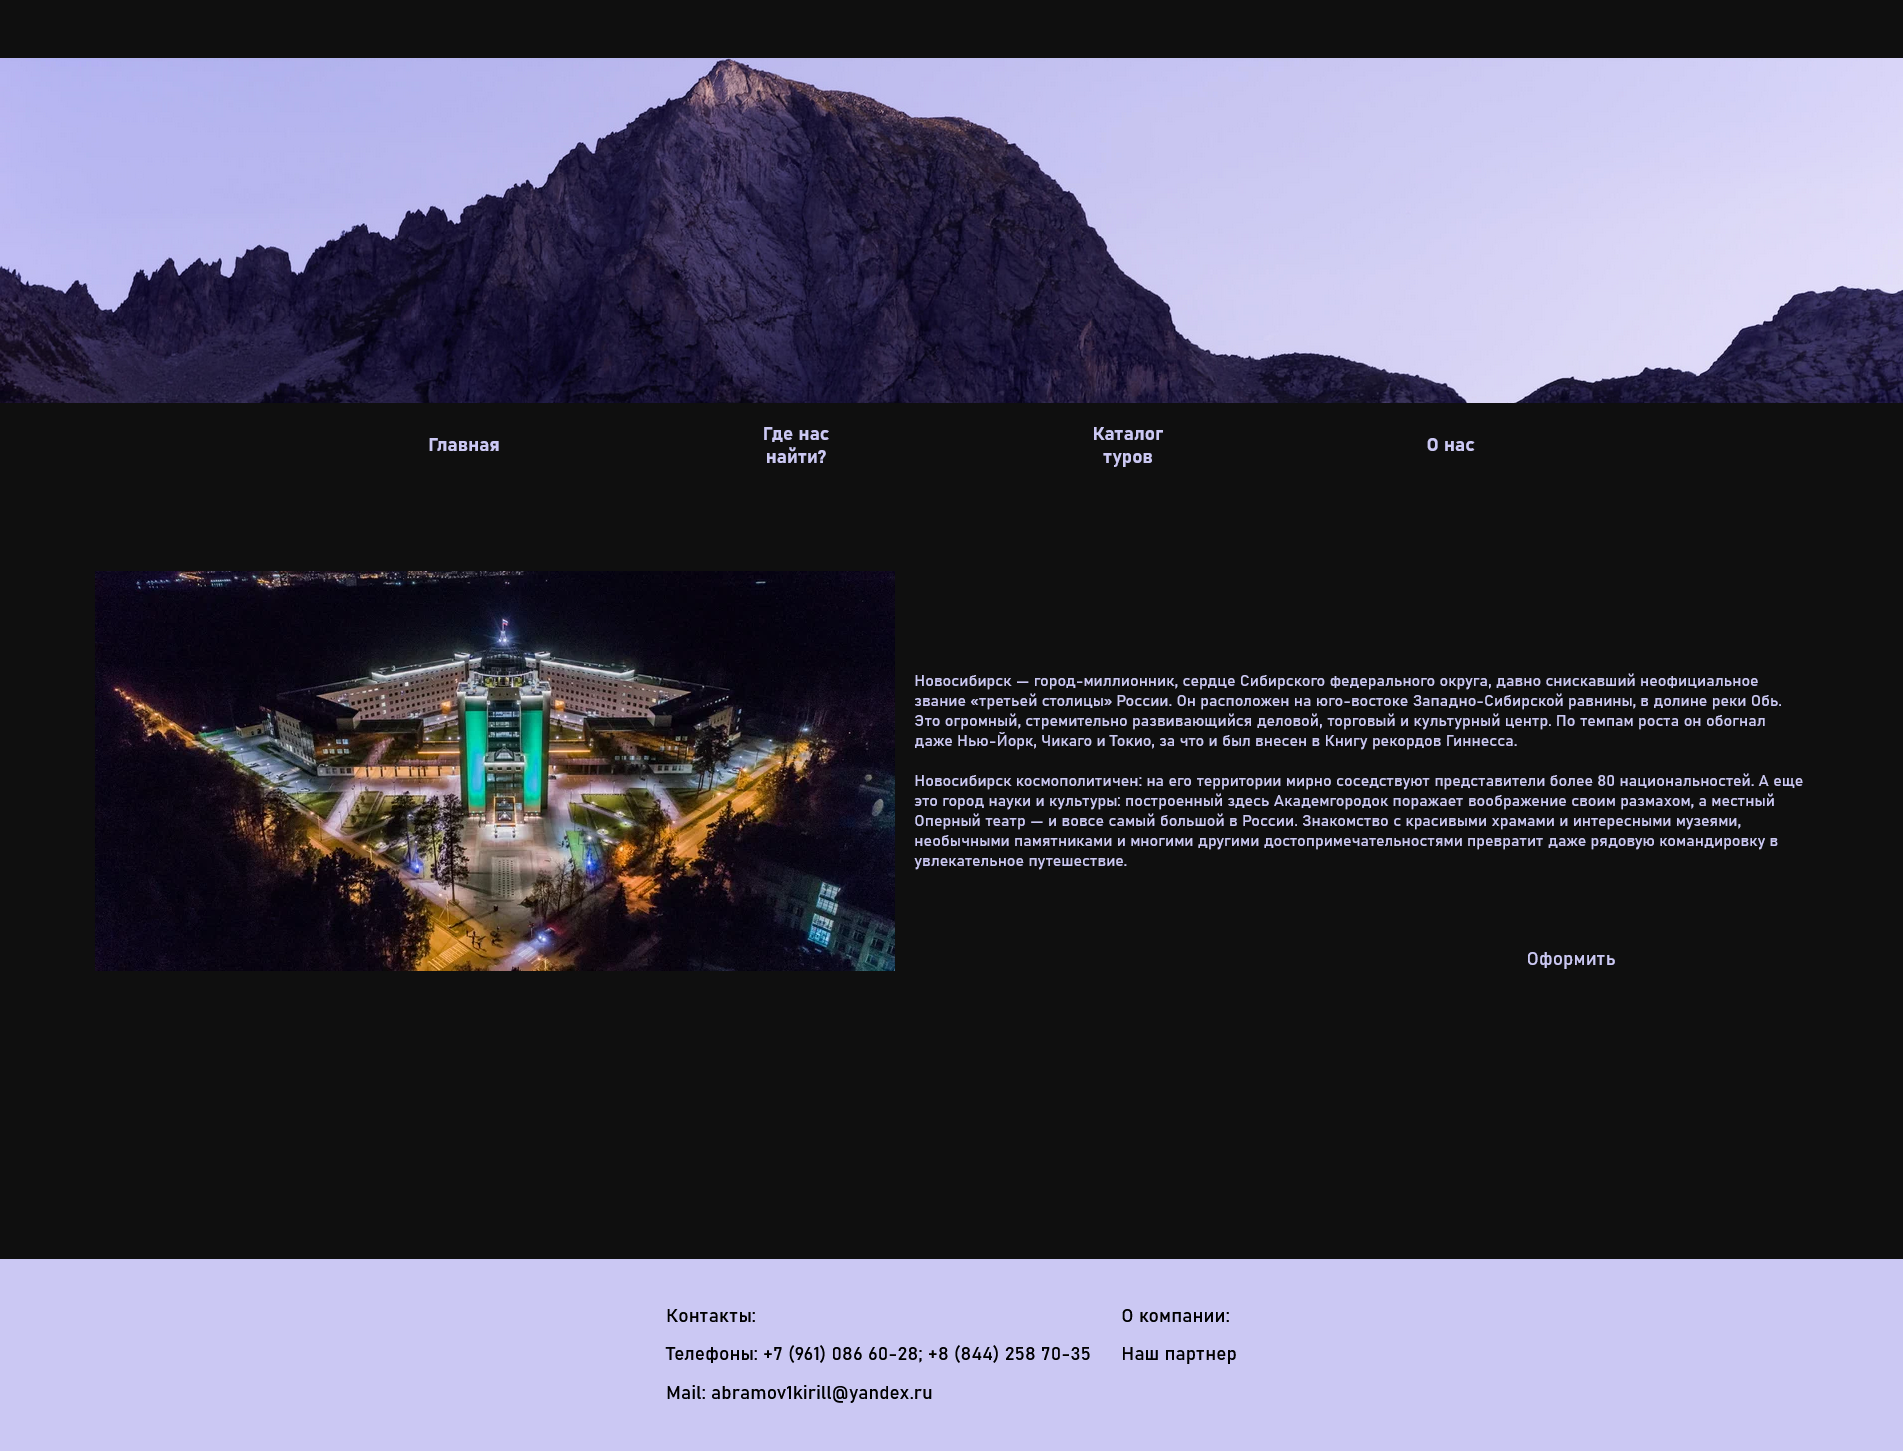 Главная
Где нас
найти?
Каталог
туров
О нас
Новосибирск — город-миллионник, сердце Сибирского федерального округа, давно снискавший неофициальное
звание «третьей столицы» России. Он расположен на юго-востоке Западно-Сибирской равнины, в долине реки Обь.
Это огромный, стремительно развивающийся деловой, торговый и культурный центр. По темпам роста он обогнал
даже Нью-Йорк, Чикаго и Токио, за что и был внесен в Книгу рекордов Гиннесса.
Новосибирск космополитичен: на его территории мирно соседствуют представители более 80 национальностей. А еще
это город науки и культуры: построенный здесь Академгородок поражает воображение своим размахом, а местный
Оперный театр — и вовсе самый большой в России. Знакомство с красивыми храмами и интересными музеями,
необычными памятниками и многими другими достопримечательностями превратит даже рядовую командировку в
увлекательное путешествие.
Оформить
Контакты:
Телефоны: +7 (961) 086 60-28; +8 (844) 258 70-35
Mail: abramov1kirill@yandex.ru
О компании:
Наш партнер